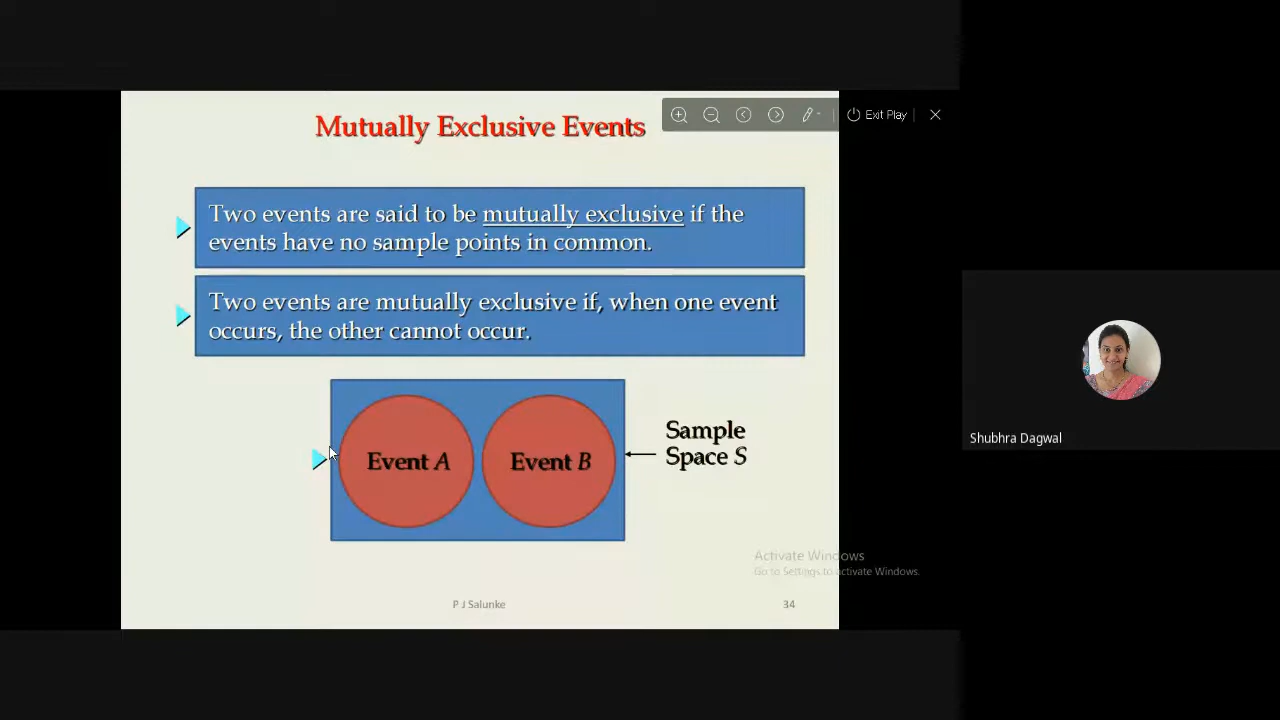 Mutually Exclusive Events
Exit Play
Two events are said to be mutually exclusive if the
events have no sample points in common.
Two events are mutually exclusive if, when one event
occurs, the other cannot occur.
Event A
Event B
Sample
Space S
Shubhra Dagwal
Activate Windows
Go to Settings to activate Windows.
P J Salunke
34